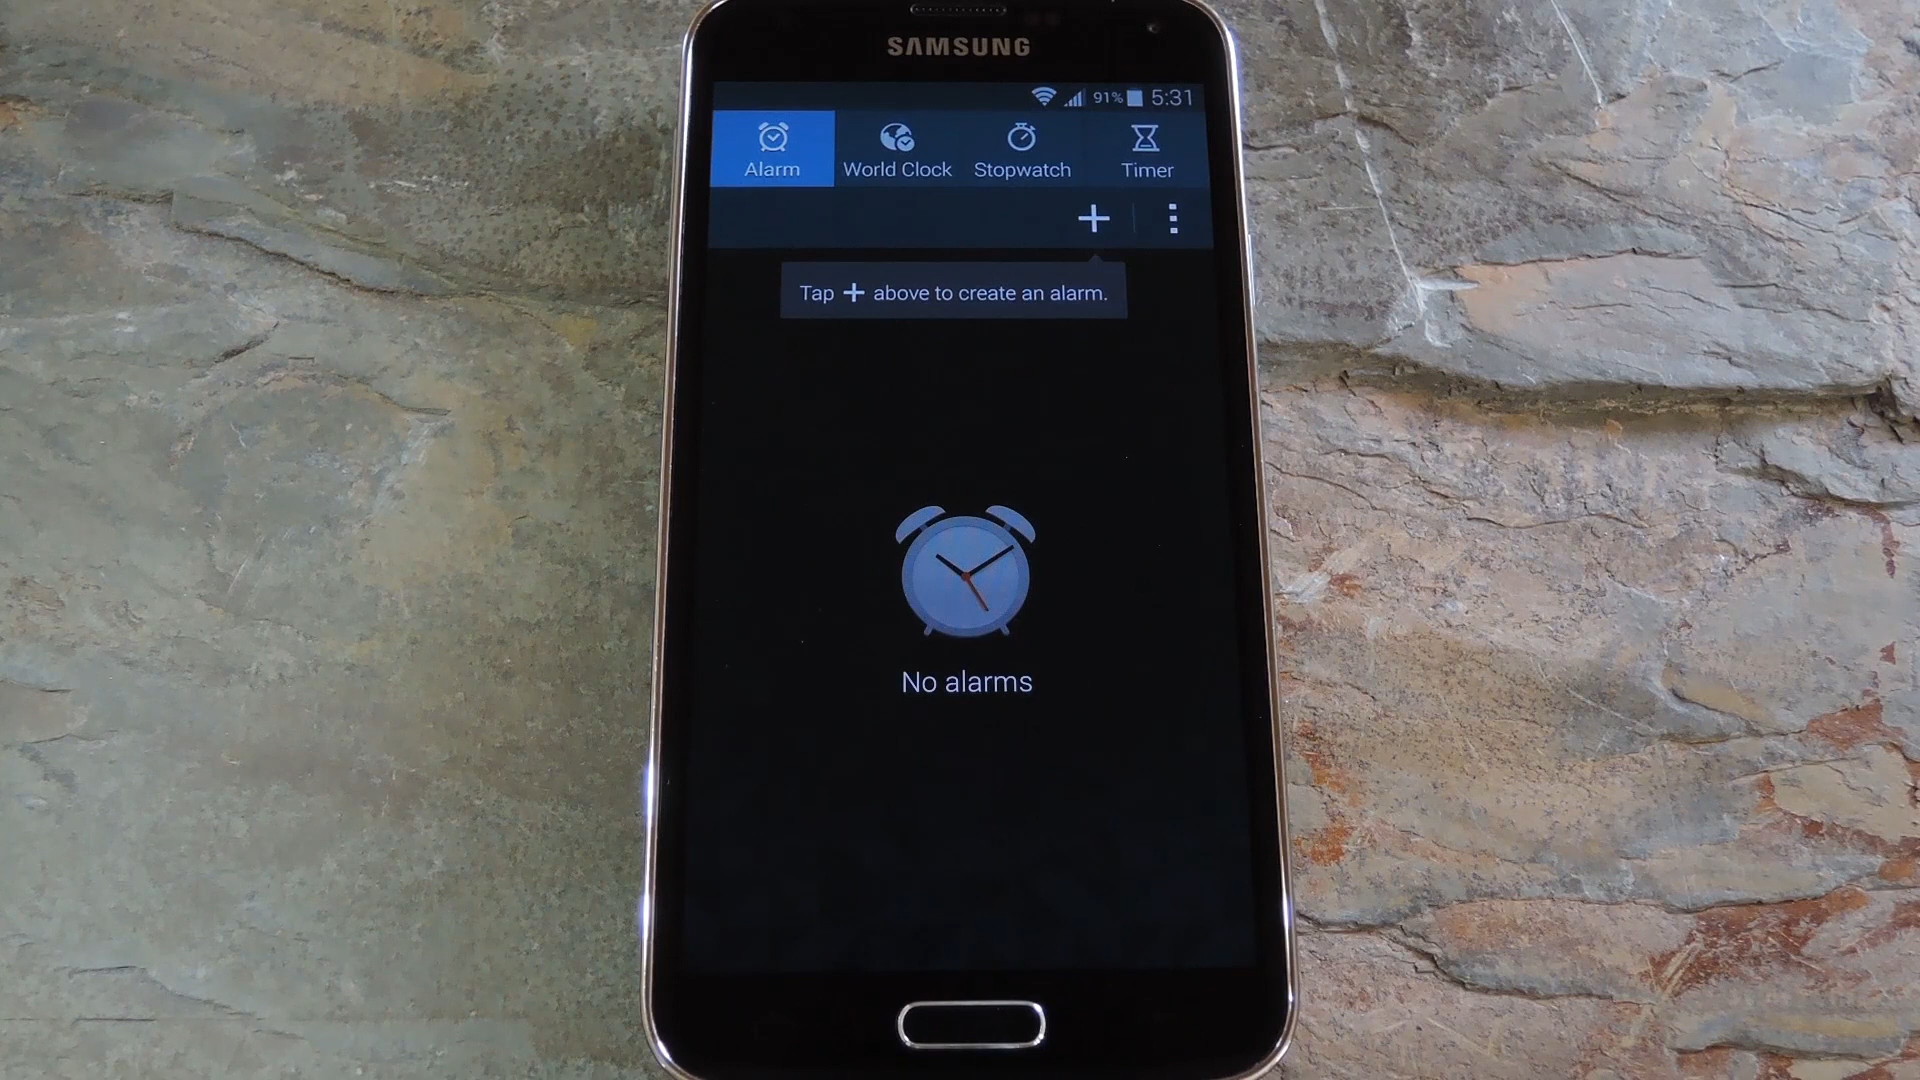 SAMSUNG
91% 5:31
Alarm World Clock Stopwatch Timer
Tap + above to create an alarm.
No alarms